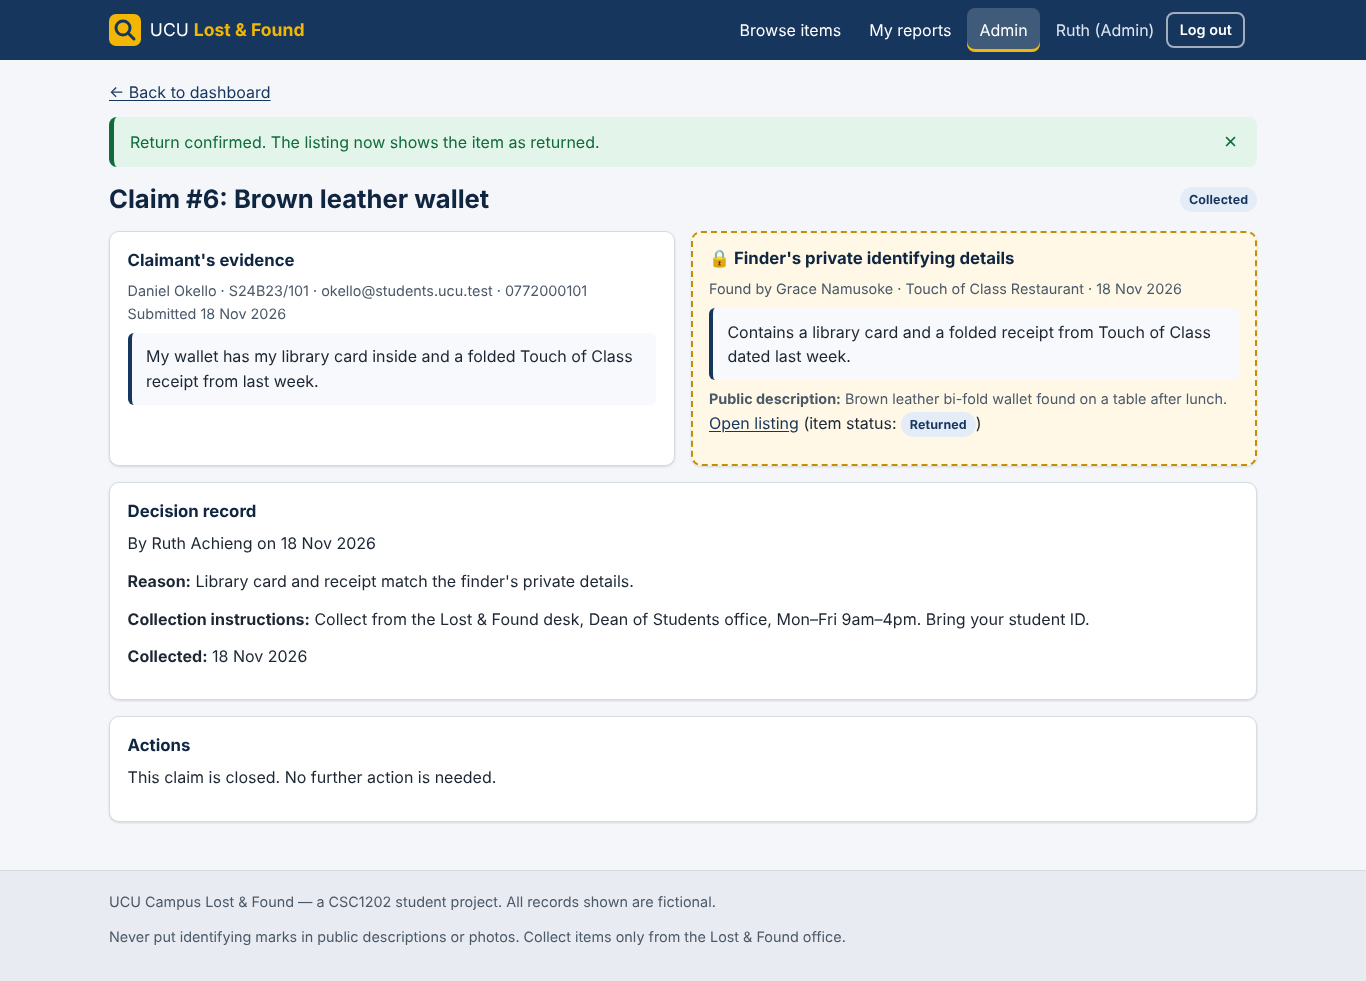 UCU Lost & Found
Browse items
My reports
Admin
Ruth (Admin)
Log out
← Back to dashboard
Return confirmed. The listing now shows the item as returned.
✕
Claim #6: Brown leather wallet
Collected
Claimant's evidence
Daniel Okello · S24B23/101 · okello@students.ucu.test · 0772000101
Submitted 18 Nov 2026
My wallet has my library card inside and a folded Touch of Class
receipt from last week.
🔒 Finder's private identifying details
Found by Grace Namusoke · Touch of Class Restaurant · 18 Nov 2026
Contains a library card and a folded receipt from Touch of Class
dated last week.
Public description: Brown leather bi-fold wallet found on a table after lunch.
Open listing (item status: Returned)
Decision record
By Ruth Achieng on 18 Nov 2026
Reason: Library card and receipt match the finder's private details.
Collection instructions: Collect from the Lost & Found desk, Dean of Students office, Mon–Fri 9am–4pm. Bring your student ID.
Collected: 18 Nov 2026
Actions
This claim is closed. No further action is needed.
UCU Campus Lost & Found — a CSC1202 student project. All records shown are fictional.
Never put identifying marks in public descriptions or photos. Collect items only from the Lost & Found office.